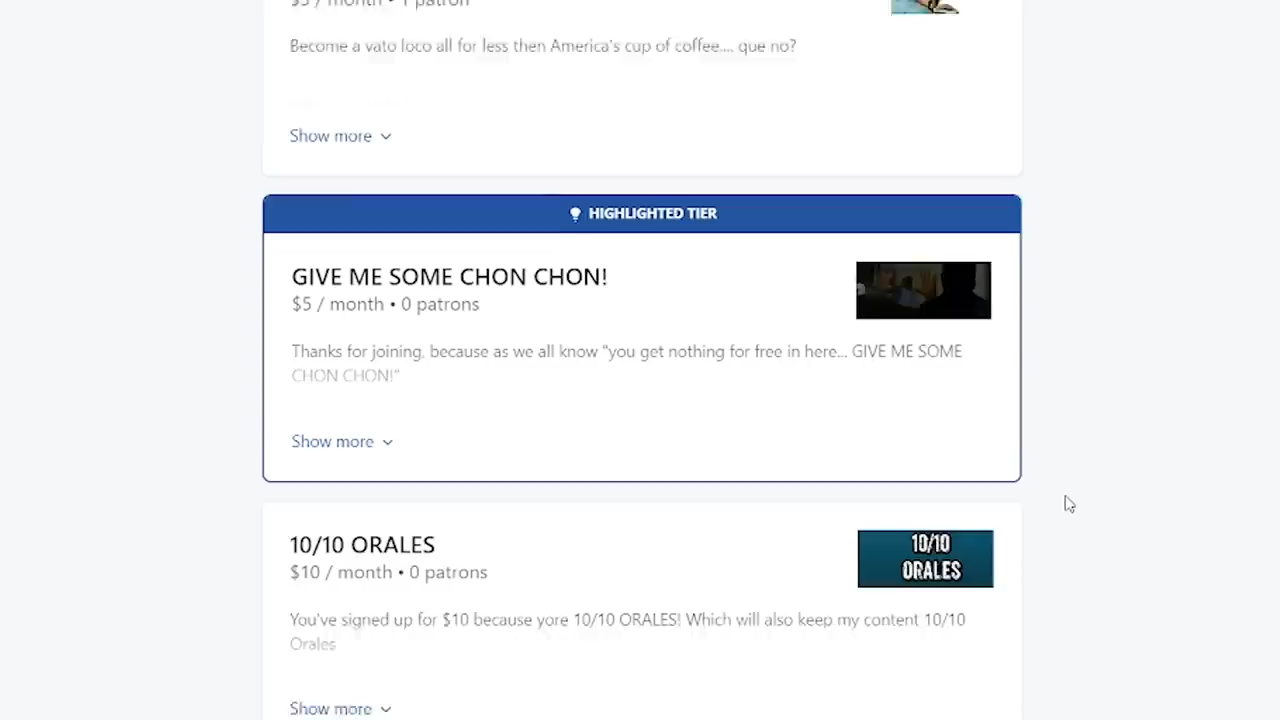 $5 / month • 1 patron
Become a vato loco all for less then America's cup of coffee.... que no?
Show more
HIGHLIGHTED TIER
GIVE ME SOME CHON CHON!
$5 / month • 0 patrons
Thanks for joining, because as we all know "you get nothing for free in here... GIVE ME SOME
CHON CHON!"
Show more
10/10 ORALES
$10 / month • 0 patrons
10/10
ORALES
You've signed up for $10 because yore 10/10 ORALES! Which will also keep my content 10/10
Orales
Show more